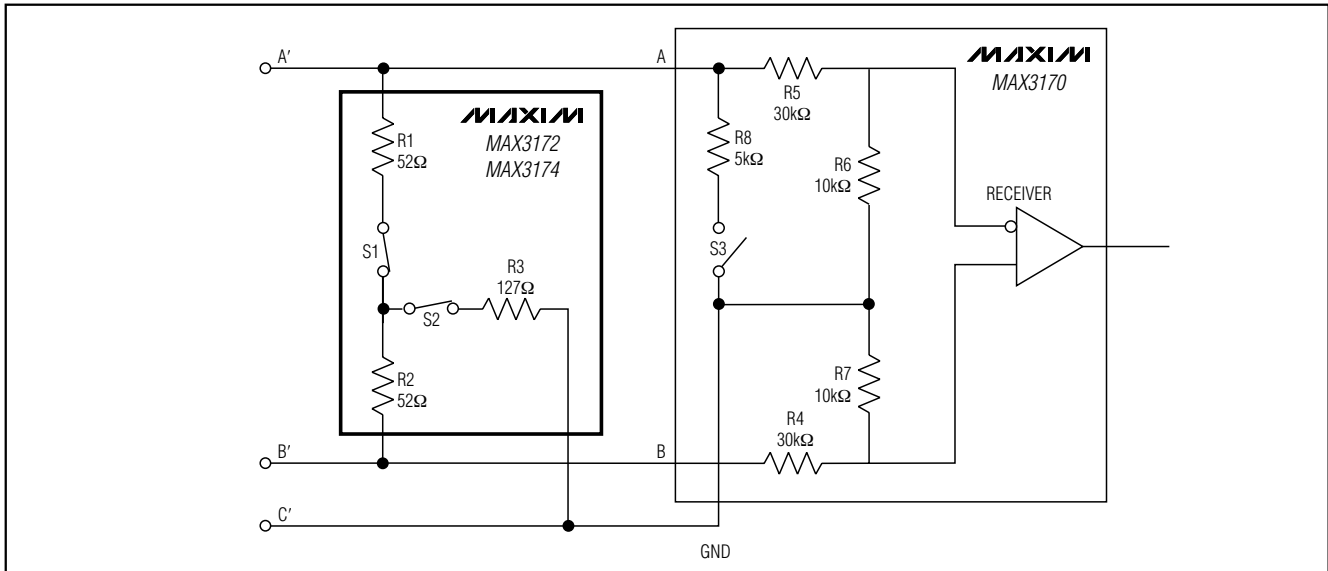 A′
A
MAXIM
MAX3170
R5
30kΩ
MAXIM
MAX3172
MAX3174
R1
52Ω
R8
5kΩ
R6
10kΩ
RECEIVER
S1
S3
R3
127Ω
S2
R2
52Ω
R7
10kΩ
R4
30kΩ
B′
B
C′
GND